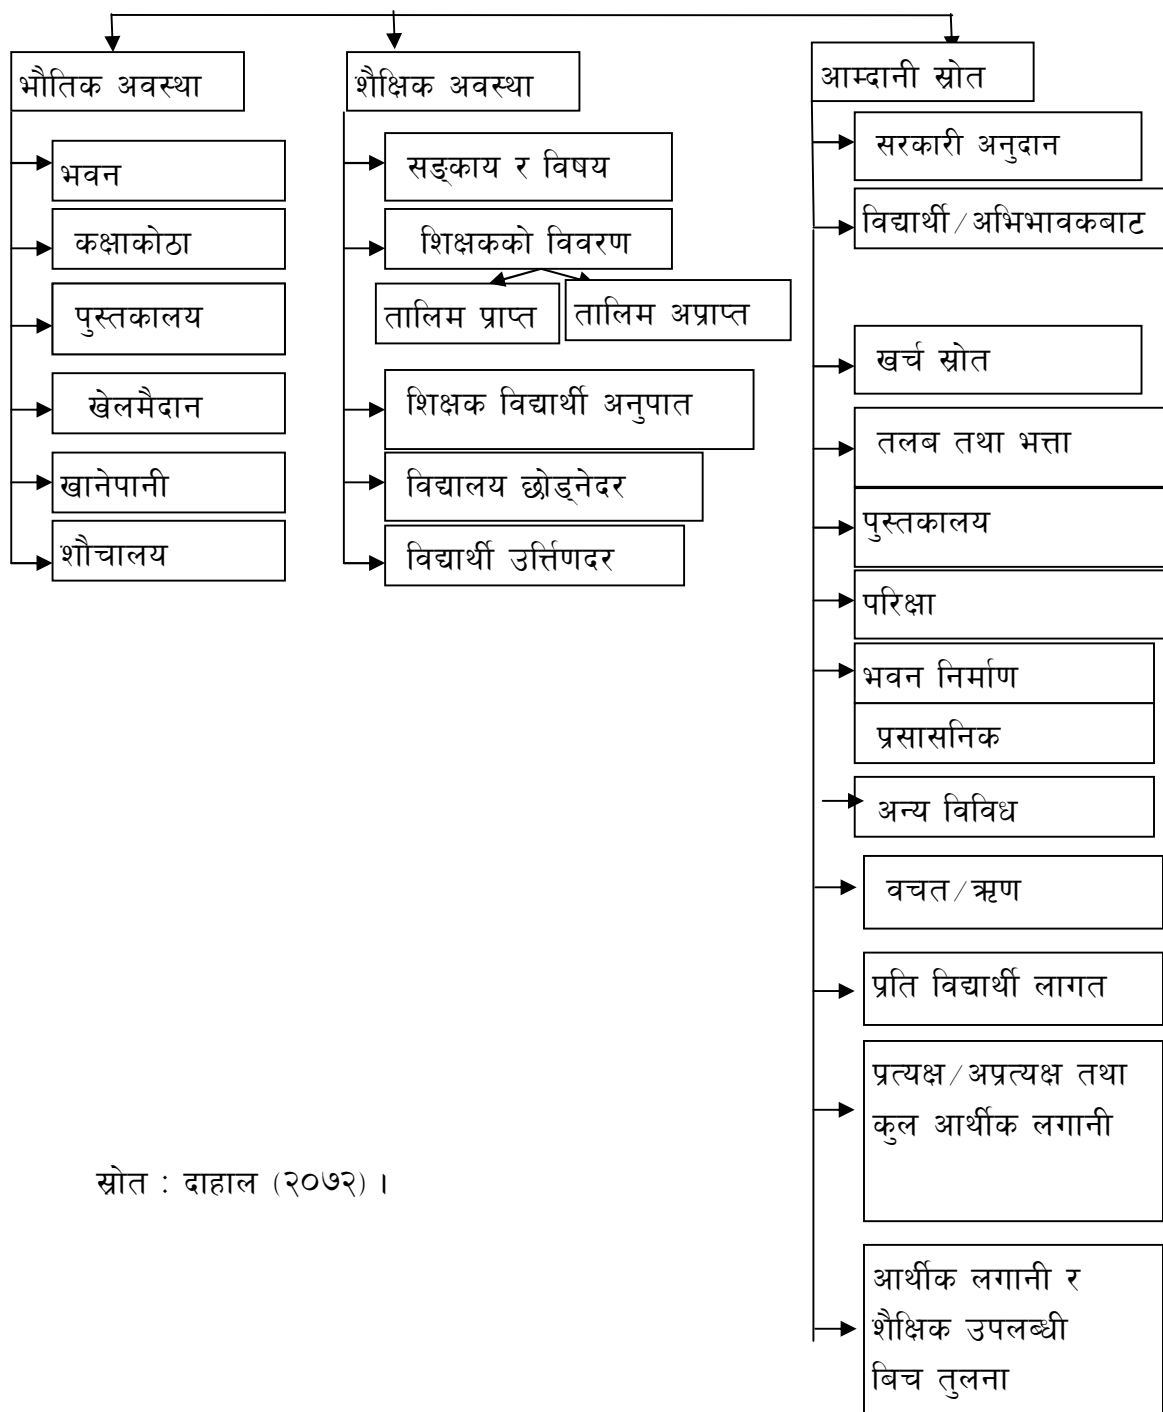 भौतिक अवस्था
भवन
कक्षाकोठा
पुस्तकालय
खेलमैदान
खानेपानी
शौचालय
शैक्षिक अवस्था
सङ्काय र विषय
शिक्षकको विवरण
तालिम प्राप्त
तालिम अप्राप्त
शिक्षक विद्यार्थी अनुपात
विद्यालय छोड्नेदर
विद्यार्थी उर्त्तिणदर
आम्दानी स्रोत
सरकारी अनुदान
विद्यार्थी/अभिभावकबाट
खर्च स्रोत
तलब तथा भत्ता
पुस्तकालय
परिक्षा
भवन निर्माण
प्रसासनिक
अन्य विविध
वचत/ऋण
प्रति विद्यार्थी लागत
प्रत्यक्ष/अप्रत्यक्ष तथा
कुल आर्थीक लगानी
आर्थीक लगानी र
शैक्षिक उपलब्धी
बिच तुलना
स्रोत : दाहाल (२०७२) ।